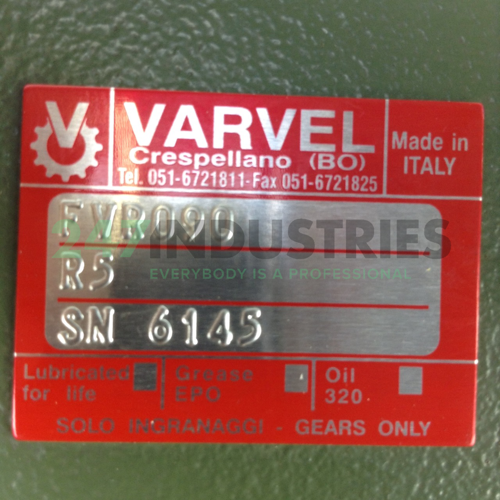 V VARVEL
Crespellano (BO)
Tel. 051-6721811-Fax 051-6721825
Made in
ITALY
FVR090
INDUSTRIES
R5
EVERYBODY IS A PROFESSIONAL
SN 6145
Lubricated
for life
Grease
EPO
Oil
320
SOLO INGRANAGGI - GEARS ONLY